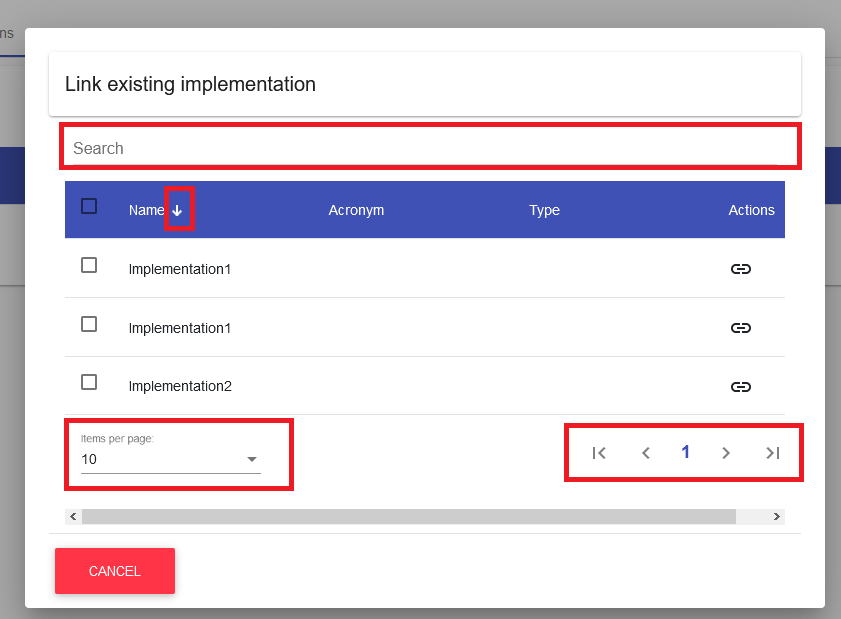 ns
Link existing implementation
Search
Name Acronym Type Actions
Implementation1
Implementation1
Implementation2
Items per page:
10
1
CANCEL